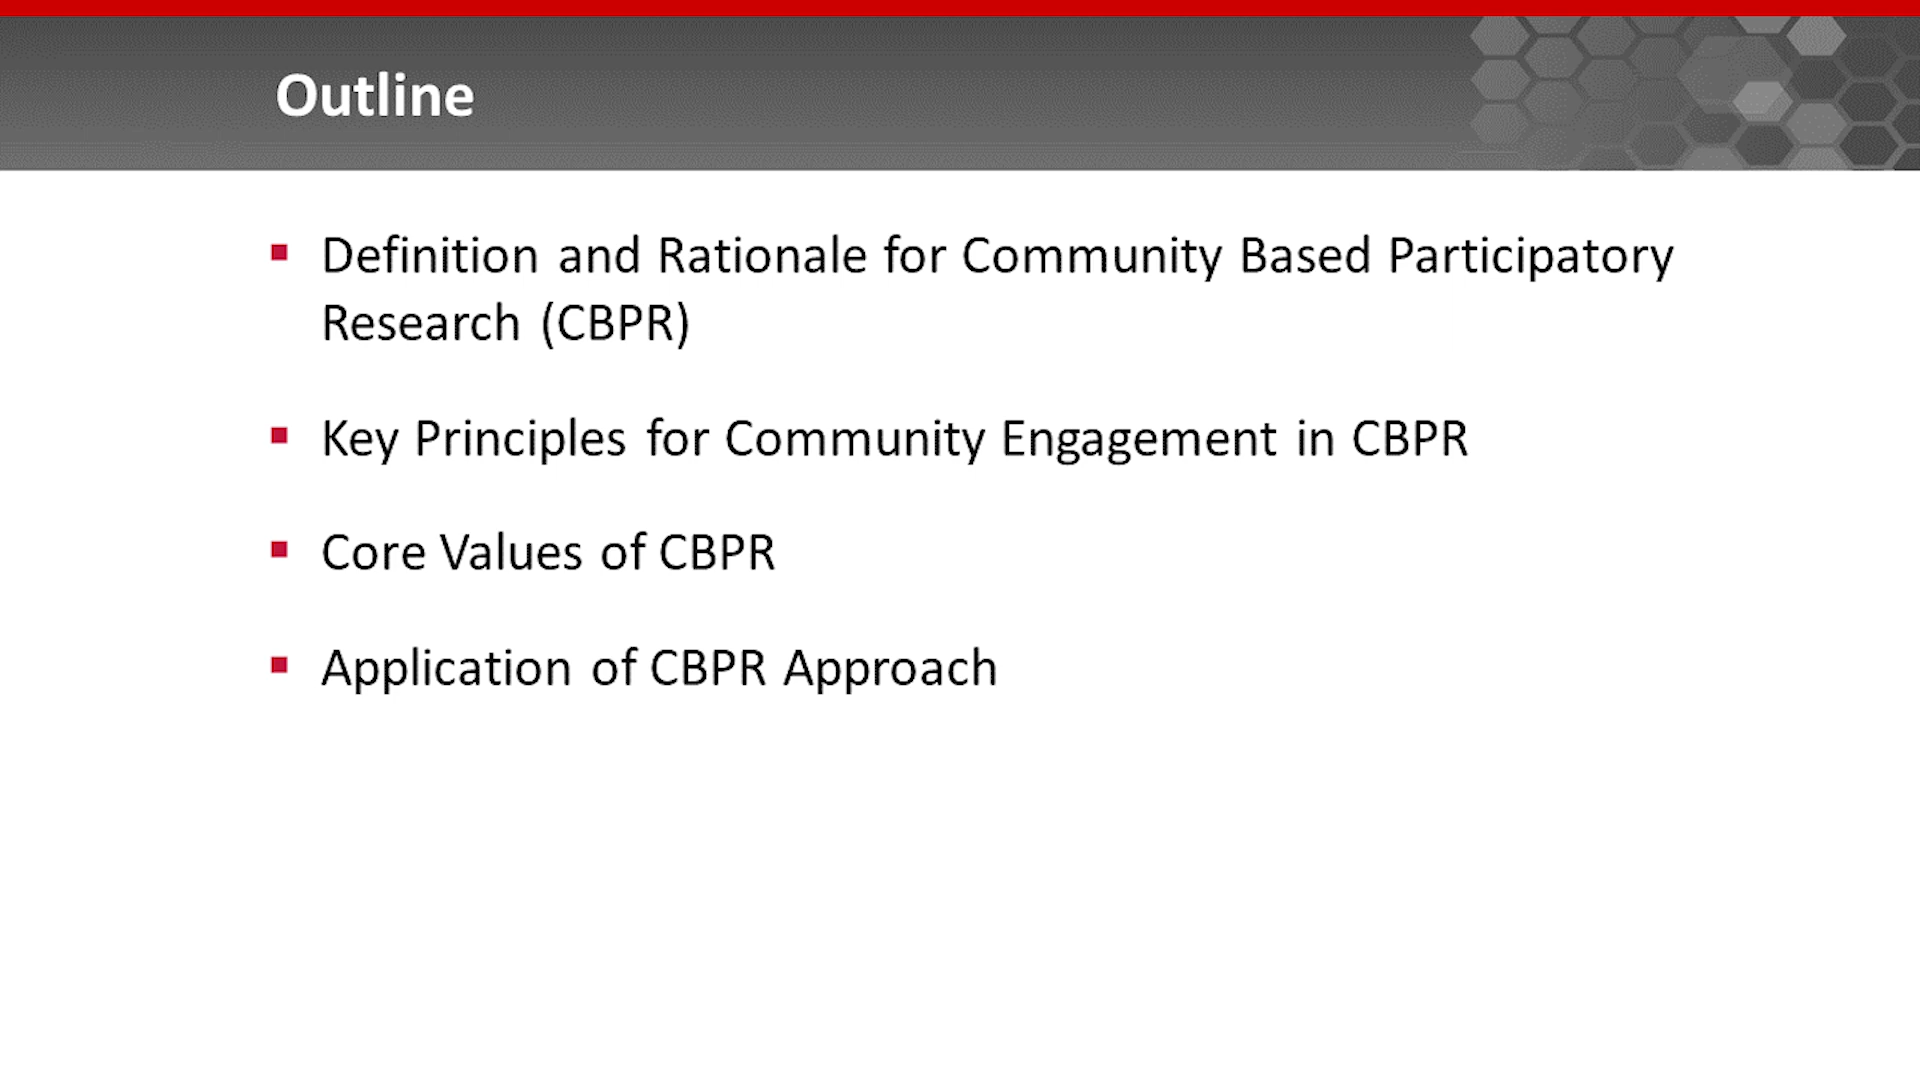 Outline
▪ Definition and Rationale for Community Based Participatory
Research (CBPR)
▪ Key Principles for Community Engagement in CBPR
▪ Core Values of CBPR
▪ Application of CBPR Approach